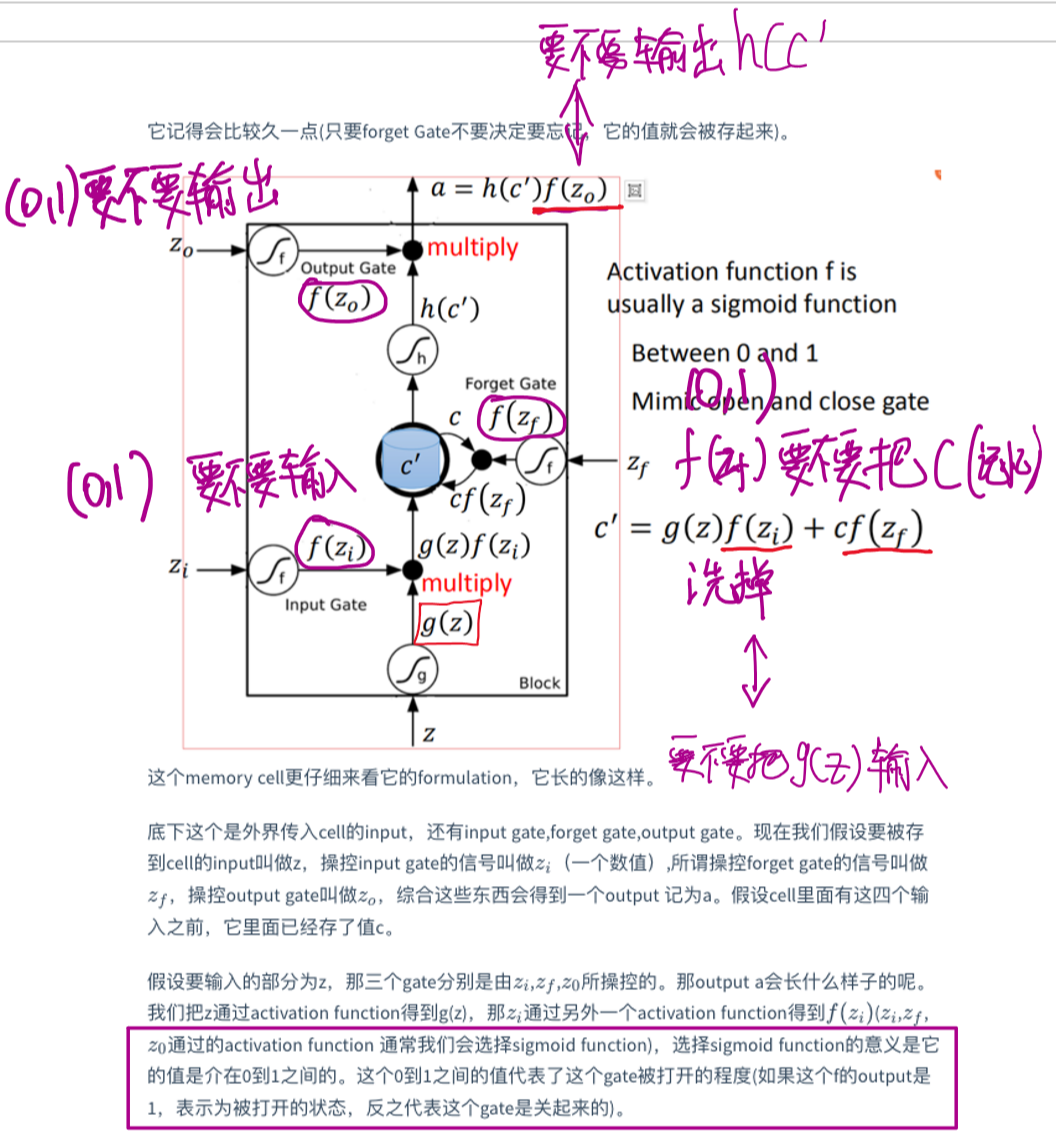 要不要输出h(c'
它记得会比较久一点(只要forget Gate不要决定要忘记，它的值就会被存起来)。
(0,1)要不要输出
a = h(c')f(z_o)
z_o
f
multiply
Output Gate
f(z_o)
h(c')
h
Activation function f is
usually a sigmoid function
Between 0 and 1
(0,1)
Mimic open and close gate
Forget Gate
c
f(z_f)
c'
f
z_f
f(z_f)要不要把C(记忆)
(0,1) 要不要输入
cf(z_f)
c' = g(z)f(z_i) + cf(z_f)
f(z_i)
g(z)f(z_i)
z_i
f
multiply
洗掉
Input Gate
g(z)
g
Block
z
要不要把g(z)输入
这个memory cell更仔细来看它的formulation，它长的像这样。
底下这个是外界传入cell的input，还有input gate,forget gate,output gate。现在我们假设要被存
到cell的input叫做z，操控input gate的信号叫做z_i（一个数值）,所谓操控forget gate的信号叫做
z_f，操控output gate叫做z_o，综合这些东西会得到一个output 记为a。假设cell里面有这四个输
入之前，它里面已经存了值c。
假设要输入的部分为z，那三个gate分别是由z_i,z_f,z_0所操控的。那output a会长什么样子的呢。
我们把z通过activation function得到g(z)，那z_i通过另外一个activation function得到f(z_i)(z_i,z_f,
z_0通过的activation function 通常我们会选择sigmoid function)，选择sigmoid function的意义是它
的值是介在0到1之间的。这个0到1之间的值代表了这个gate被打开的程度(如果这个f的output是
1，表示为被打开的状态，反之代表这个gate是关起来的)。